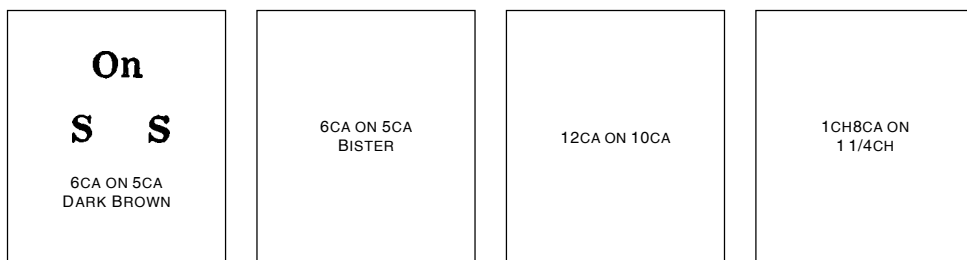 On
S S
6CA ON 5CA
DARK BROWN
6CA ON 5CA
BISTER
12CA ON 10CA
1CH8CA ON
1 1/4CH